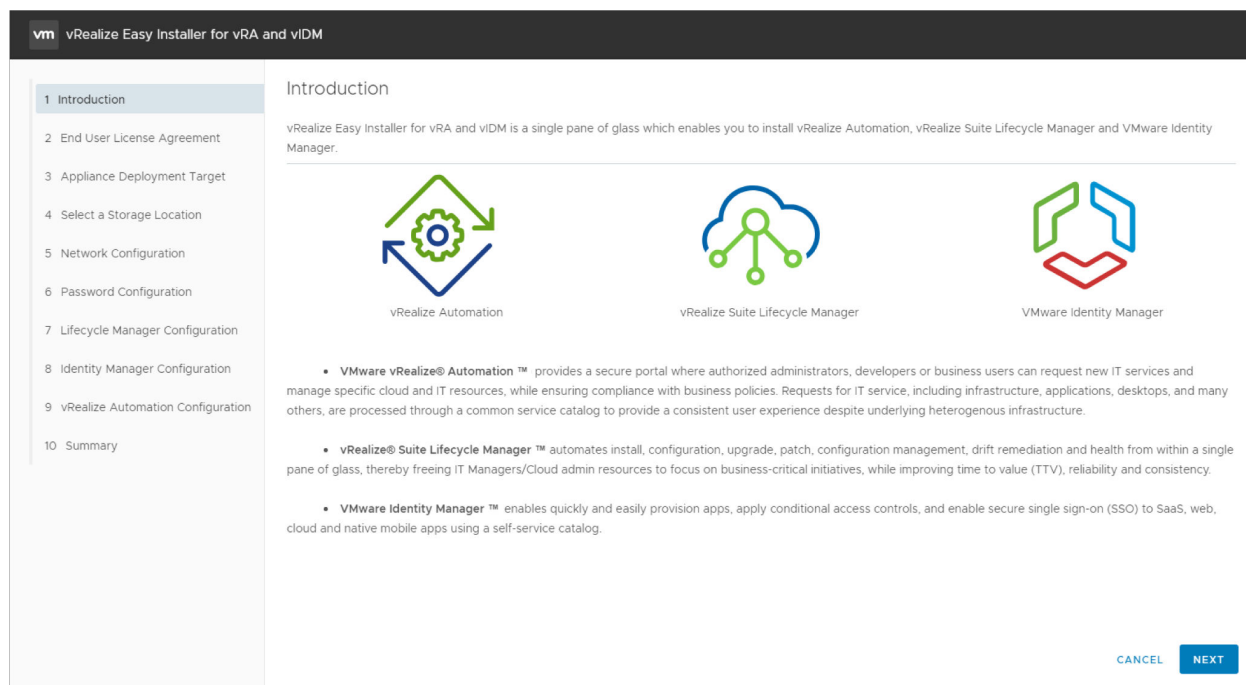 vm vRealize Easy Installer for vRA and vIDM
1 Introduction
2 End User License Agreement
3 Appliance Deployment Target
4 Select a Storage Location
5 Network Configuration
6 Password Configuration
7 Lifecycle Manager Configuration
8 Identity Manager Configuration
9 vRealize Automation Configuration
10 Summary
Introduction
vRealize Easy Installer for vRA and vIDM is a single pane of glass which enables you to install vRealize Automation, vRealize Suite Lifecycle Manager and VMware Identity
Manager.
vRealize Automation
vRealize Suite Lifecycle Manager
VMware Identity Manager
• VMware vRealize® Automation ™ provides a secure portal where authorized administrators, developers or business users can request new IT services and
manage specific cloud and IT resources, while ensuring compliance with business policies. Requests for IT service, including infrastructure, applications, desktops, and many
others, are processed through a common service catalog to provide a consistent user experience despite underlying heterogenous infrastructure.
• vRealize® Suite Lifecycle Manager ™ automates install, configuration, upgrade, patch, configuration management, drift remediation and health from within a single
pane of glass, thereby freeing IT Managers/Cloud admin resources to focus on business-critical initiatives, while improving time to value (TTV), reliability and consistency.
• VMware Identity Manager ™ enables quickly and easily provision apps, apply conditional access controls, and enable secure single sign-on (SSO) to SaaS, web,
cloud and native mobile apps using a self-service catalog.
CANCEL
NEXT